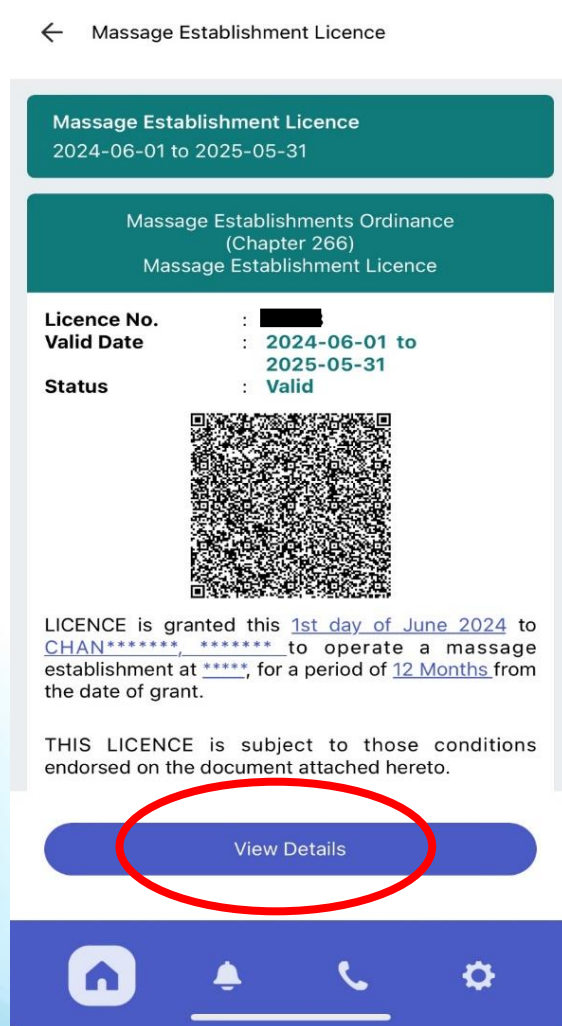 Massage Establishment Licence
Massage Establishment Licence
2024-06-01 to 2025-05-31
Massage Establishments Ordinance
(Chapter 266)
Massage Establishment Licence
Licence No. :
Valid Date : 2024-06-01 to
2025-05-31
Status : Valid
LICENCE is granted this 1st day of June 2024 to
CHAN*******, ******* to operate a massage
establishment at *****, for a period of 12 Months from
the date of grant.
THIS LICENCE is subject to those conditions
endorsed on the document attached hereto.
View Details